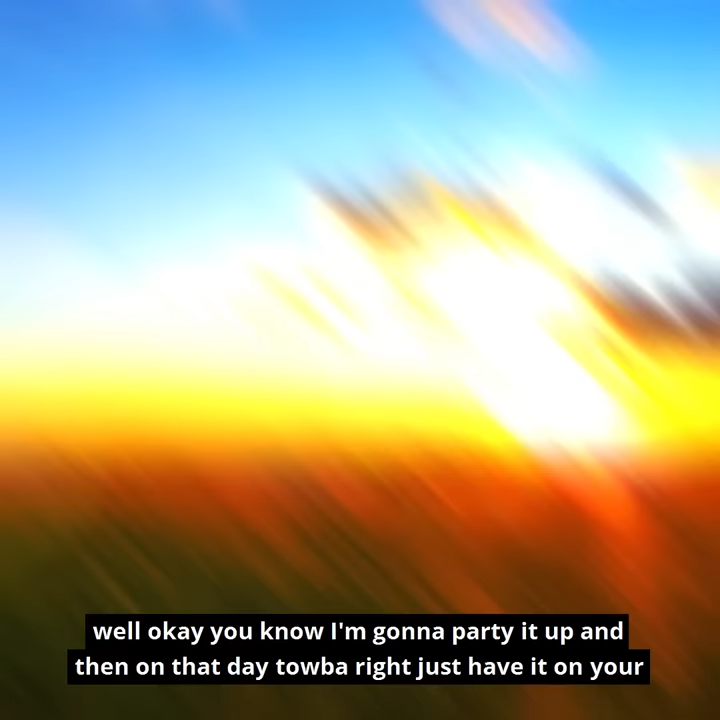 well okay you know I'm gonna party it up and
then on that day towba right just have it on your